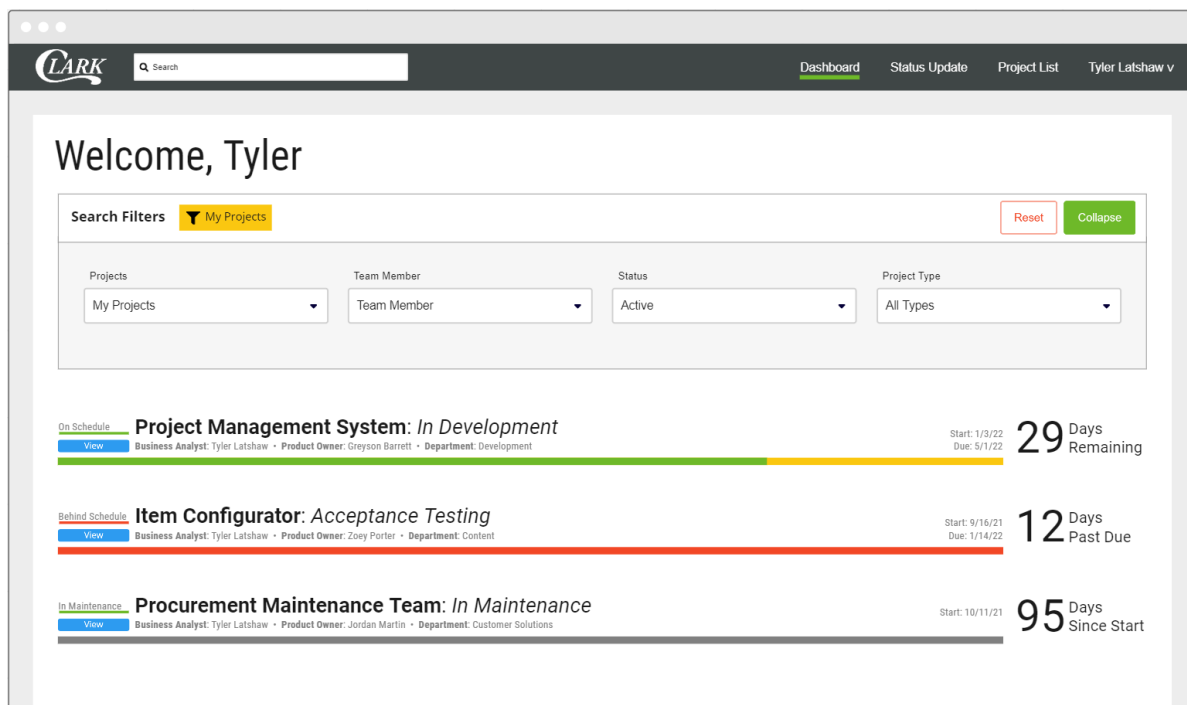 CLARK
Search
Dashboard Status Update Project List Tyler Latshaw v
Welcome, Tyler
Search Filters My Projects Reset Collapse
Projects Team Member Status Project Type
My Projects Team Member Active All Types
On Schedule Project Management System: In Development
View Business Analyst: Tyler Latshaw • Product Owner: Greyson Barrett • Department: Development
Start: 1/3/22
Due: 5/1/22
29 Days Remaining
Behind Schedule Item Configurator: Acceptance Testing
View Business Analyst: Tyler Latshaw • Product Owner: Zoey Porter • Department: Content
Start: 9/16/21
Due: 1/14/22
12 Days Past Due
In Maintenance Procurement Maintenance Team: In Maintenance
View Business Analyst: Tyler Latshaw • Product Owner: Jordan Martin • Department: Customer Solutions
Start: 10/11/21
95 Days Since Start